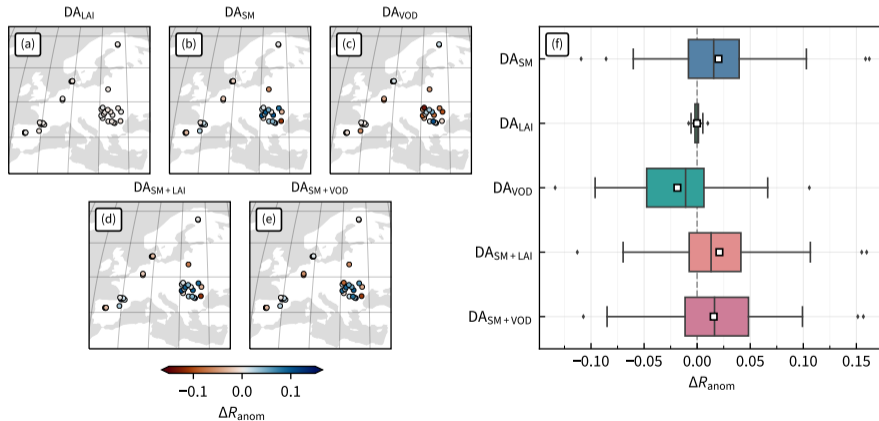 DA_LAI
DA_SM
DA_VOD
(a)
(b)
(c)
DA_SM+LAI
DA_SM+VOD
(d)
(e)
−0.1 0.0 0.1
ΔR_anom
(f)
DA_SM
DA_LAI
DA_VOD
DA_SM+LAI
DA_SM+VOD
−0.10 −0.05 0.00 0.05 0.10 0.15
ΔR_anom